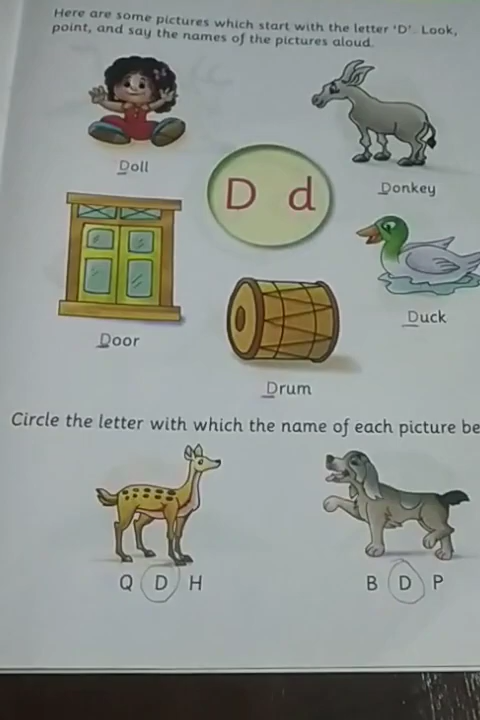 Here are some pictures which start with the letter 'D'. Look,
point, and say the names of the pictures aloud.
Doll
Donkey
D d
Duck
Door
Drum
Circle the letter with which the name of each picture be
Q D H
B D P